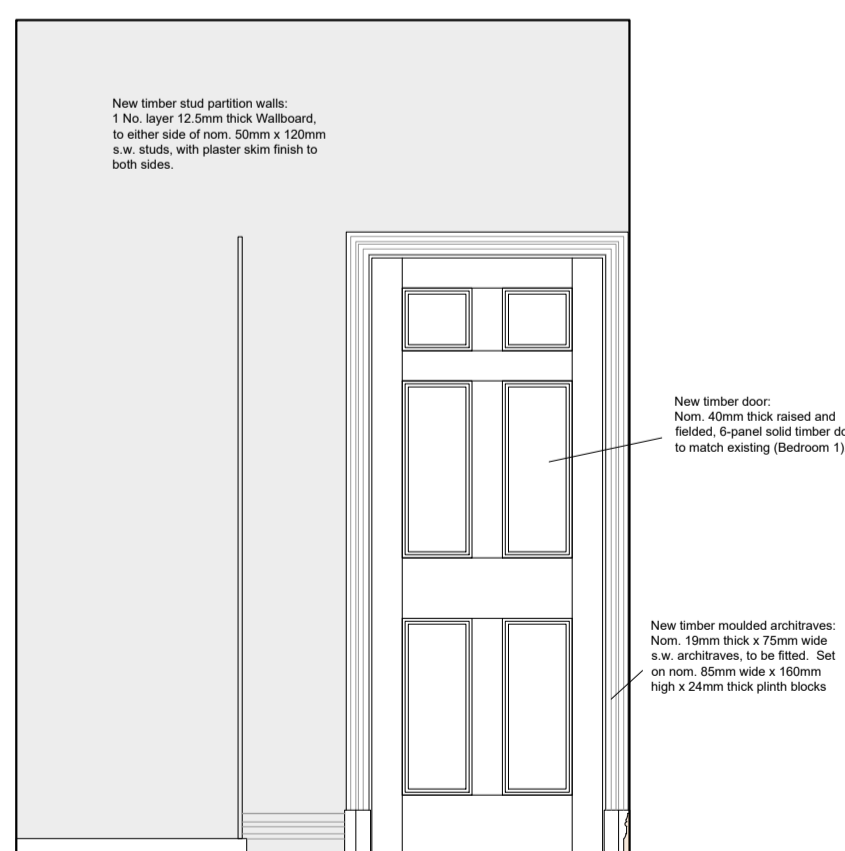 New timber stud partition walls:
1 No. layer 12.5mm thick Wallboard,
to either side of nom. 50mm x 120mm
s.w. studs, with plaster skim finish to
both sides.
New timber door:
Nom. 40mm thick raised and
fielded, 6-panel solid timber
to match existing (Bedroom 1)
New timber moulded architraves:
Nom. 19mm thick x 75mm wide
s.w. architraves, to be fitted. Set
on nom. 85mm wide x 160mm
high x 24mm thick plinth blocks